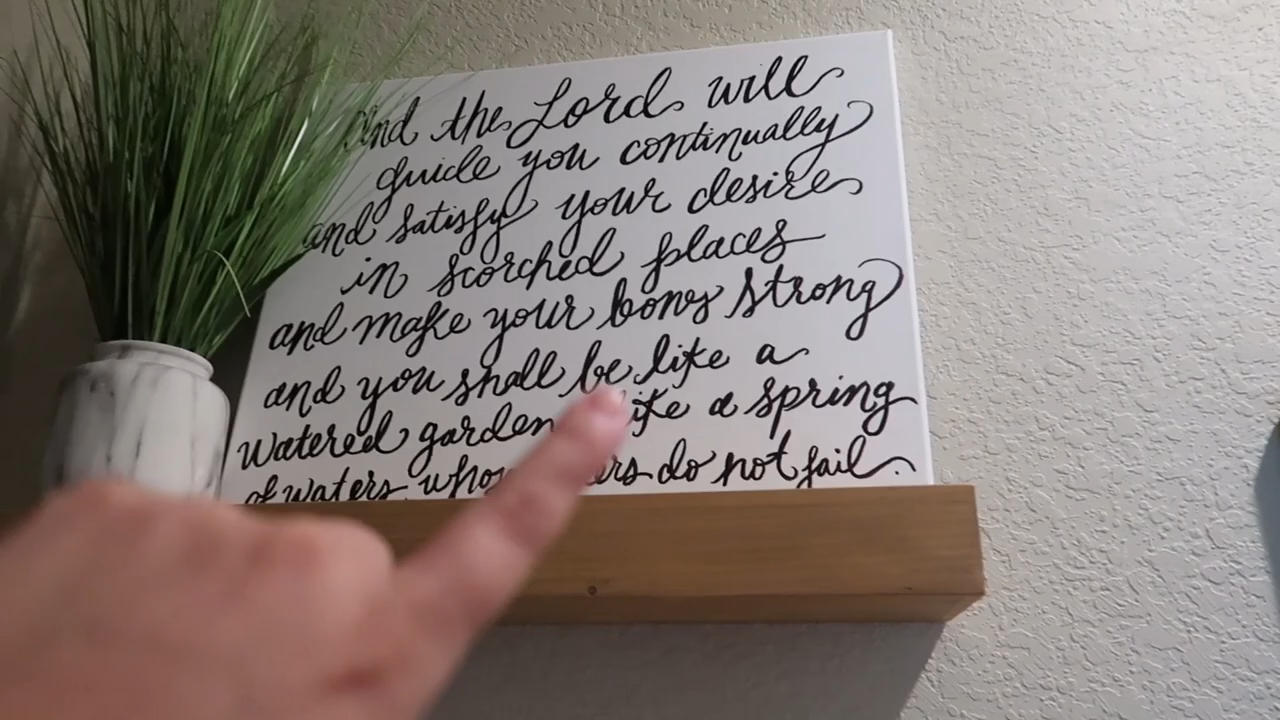 And the Lord will
guide you continually
and satisfy your desire
in scorched places
and make your bones strong
and you shall be like a
watered garden like a spring
of waters do not fail.